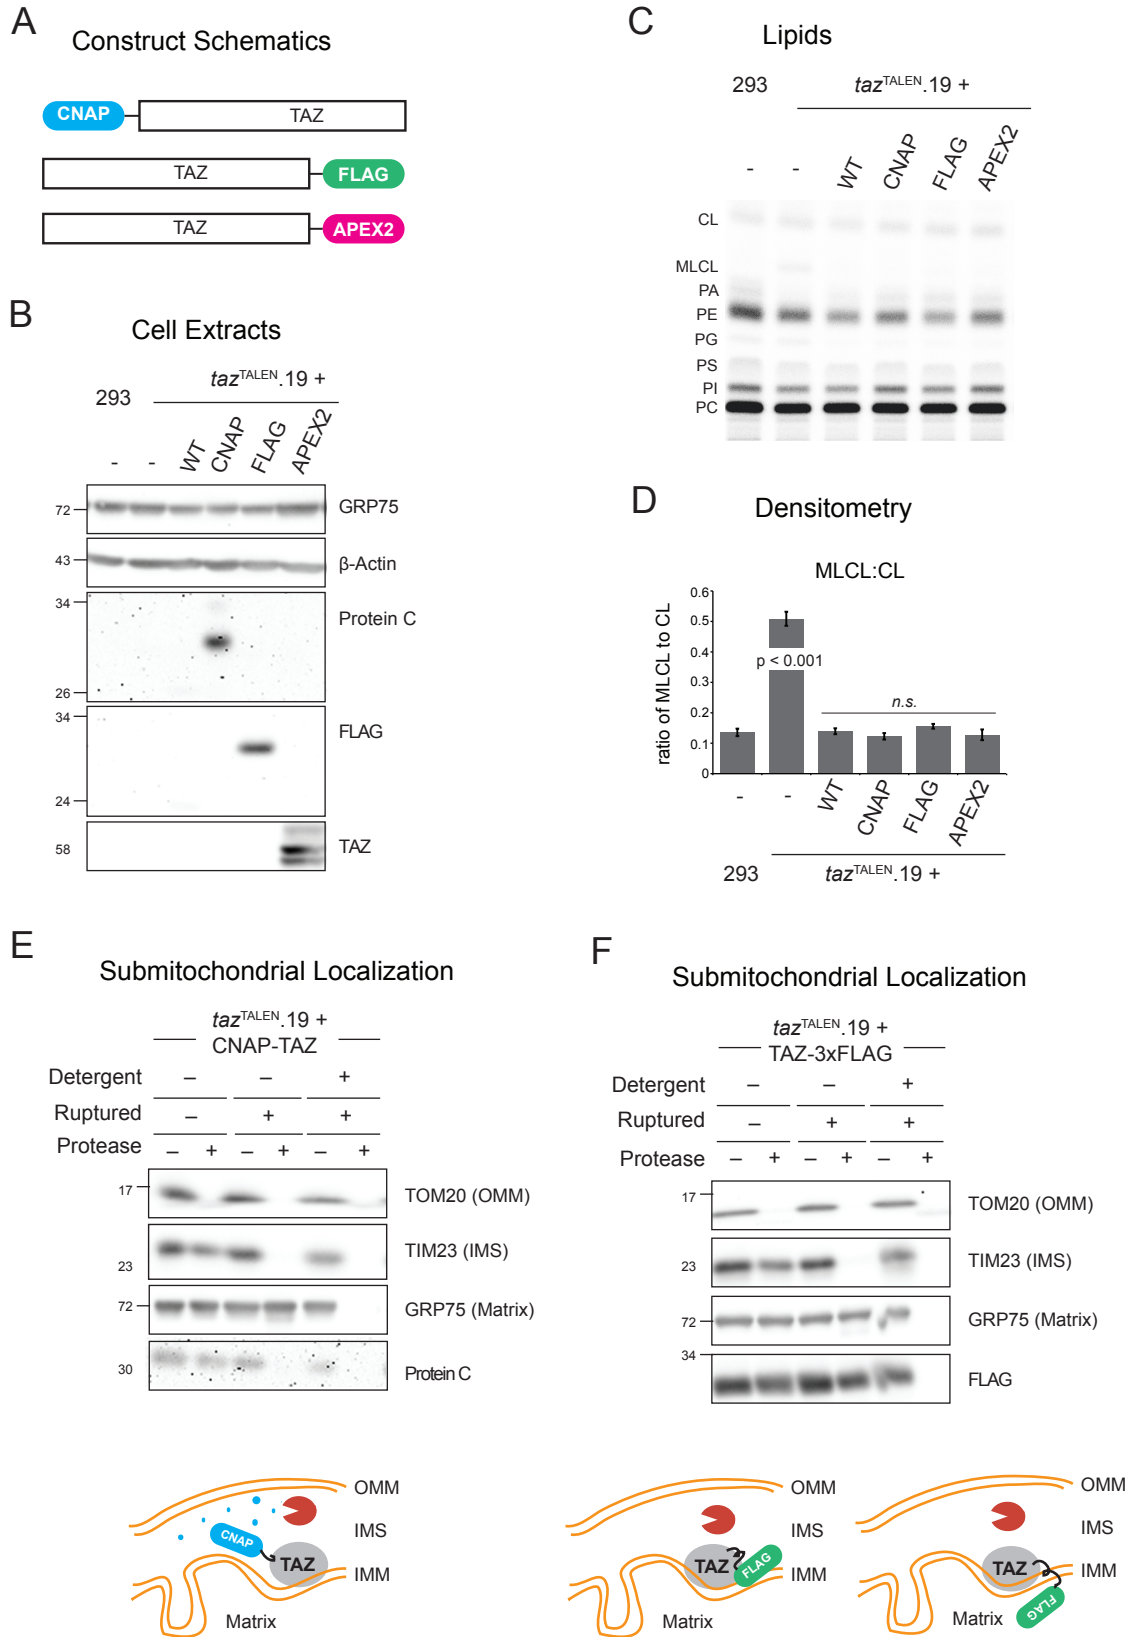 A
Construct Schematics
CNAP
TAZ
TAZ
FLAG
TAZ
APEX2
B
Cell Extracts
293
taz^TALEN.19 +
-
-
WT
CNAP
FLAG
APEX2
72
GRP75
43
β-Actin
34
Protein C
26
34
FLAG
24
58
TAZ
C
Lipids
293
taz^TALEN.19 +
-
-
WT
CNAP
FLAG
APEX2
CL
MLCL
PA
PE
PG
PS
PI
PC
D
Densitometry
MLCL:CL
ratio of MLCL to CL
0.6
0.5
0.4
0.3
0.2
0.1
0
p < 0.001
n.s.
-
-
WT
CNAP
FLAG
APEX2
293
taz^TALEN.19 +
E
Submitochondrial Localization
taz^TALEN.19 +
CNAP-TAZ
Detergent – – +
Ruptured – + +
Protease – + – + – +
17
TOM20 (OMM)
23
TIM23 (IMS)
72
GRP75 (Matrix)
30
Protein C
OMM
IMS
IMM
CNAP
TAZ
Matrix
F
Submitochondrial Localization
taz^TALEN.19 +
TAZ-3xFLAG
Detergent – – +
Ruptured – + +
Protease – + – + – +
17
TOM20 (OMM)
23
TIM23 (IMS)
72
GRP75 (Matrix)
34
FLAG
OMM
IMS
IMM
TAZ
FLAG
Matrix
OMM
IMS
IMM
TAZ
FLAG
Matrix